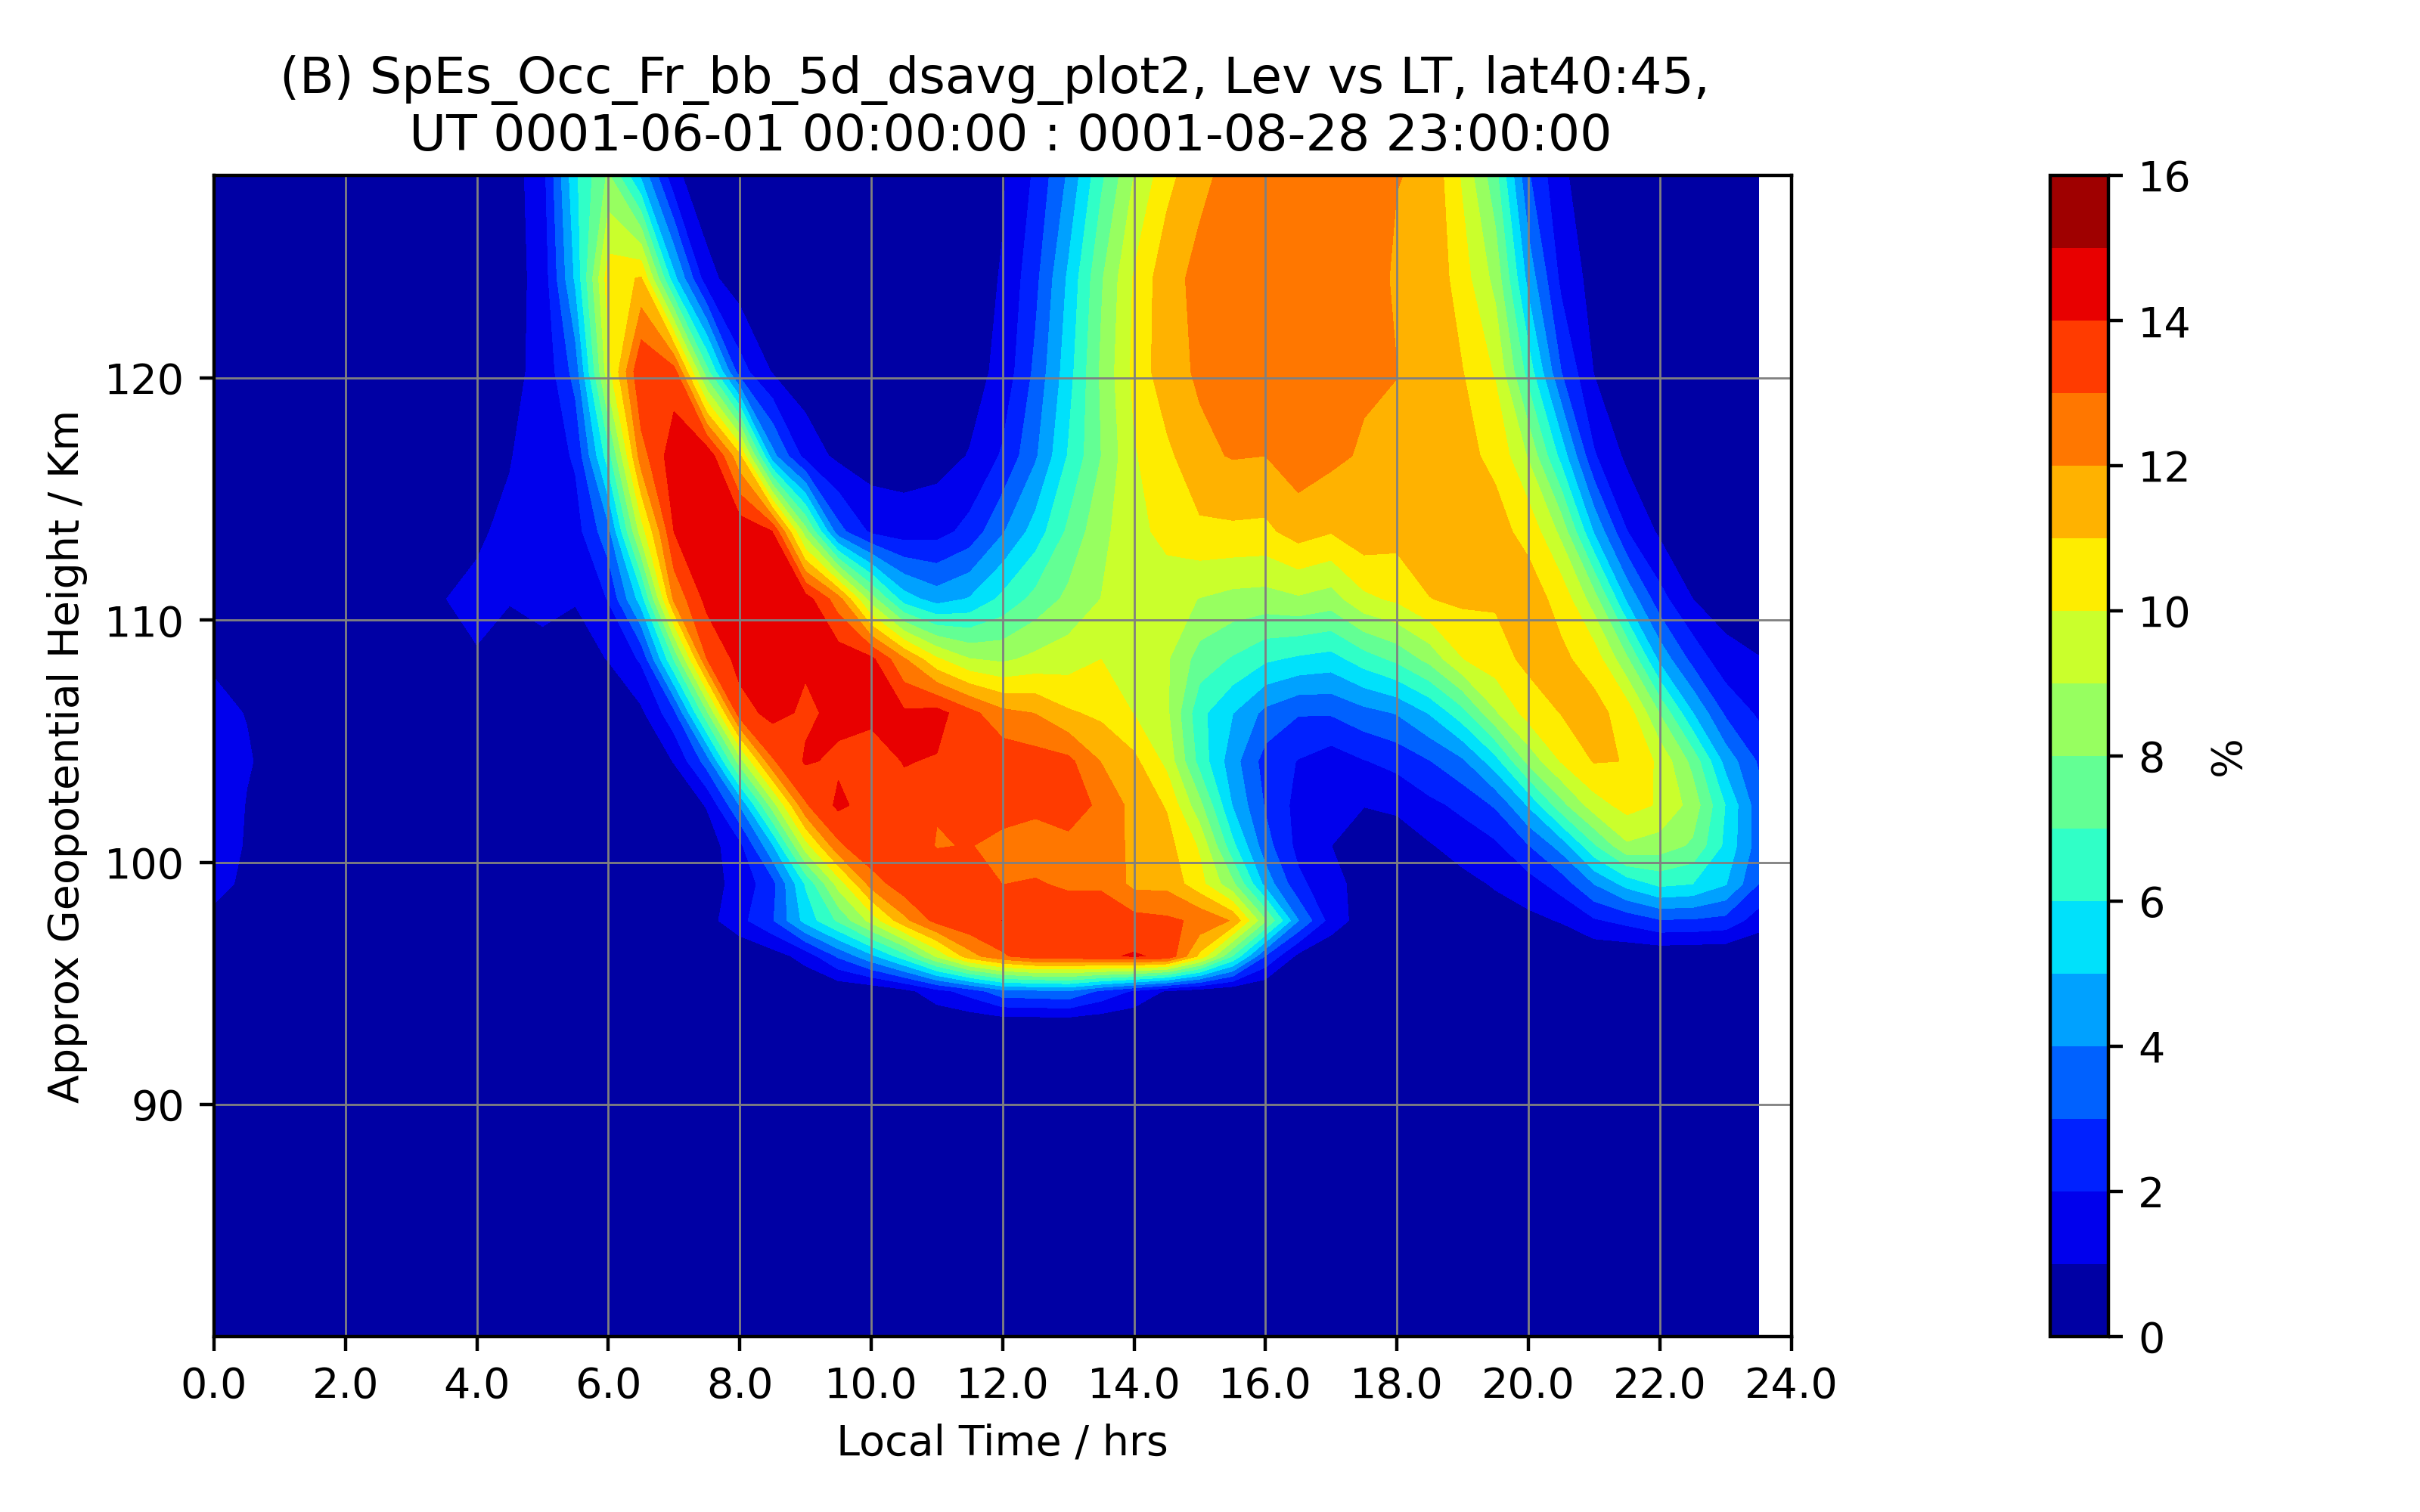 (B) SpEs_Occ_Fr_bb_5d_dsavg_plot2, Lev vs LT, lat40:45,
UT 0001-06-01 00:00:00 : 0001-08-28 23:00:00
Approx Geopotential Height / Km
120
110
100
90
0.0 2.0 4.0 6.0 8.0 10.0 12.0 14.0 16.0 18.0 20.0 22.0 24.0
Local Time / hrs
16
14
12
10
8
6
4
2
0
%